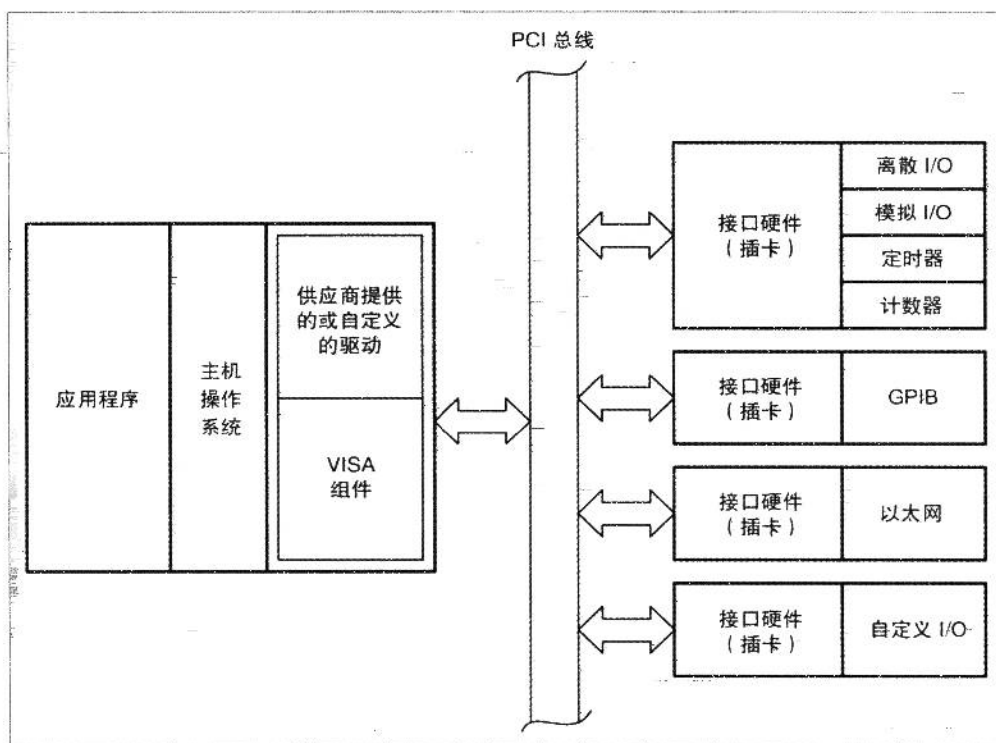 PCI 总线
应用程序
主机
操作
系统
供应商提供
的或自定义
的驱动
VISA
组件
接口硬件
（插卡）
离散 I/O
模拟 I/O
定时器
计数器
接口硬件
（插卡）
GPIB
接口硬件
（插卡）
以太网
接口硬件
（插卡）
自定义 I/O